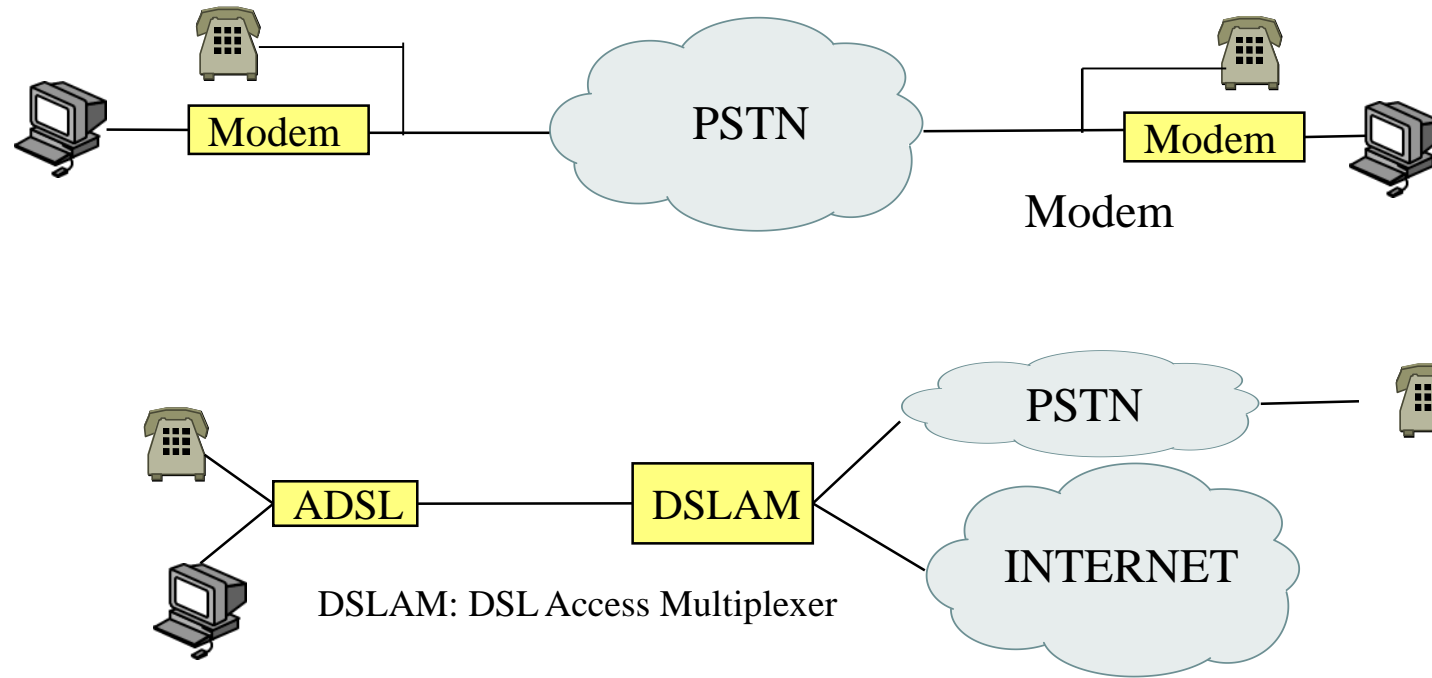 PSTN
Modem
Modem
Modem
PSTN
ADSL
DSLAM
INTERNET
DSLAM: DSL Access Multiplexer